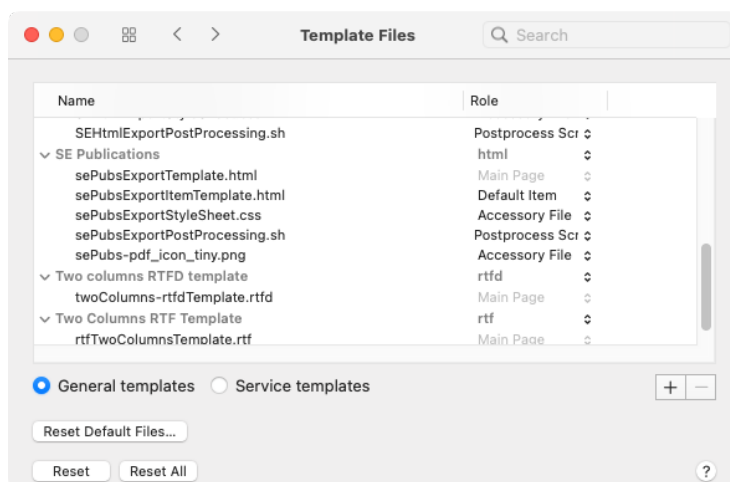 Template Files
Search
Name Role
SEHtmlExportPostProcessing.sh Postprocess Scr
SE Publications html
sePubsExportTemplate.html Main Page
sePubsExportItemTemplate.html Default Item
sePubsExportStyleSheet.css Accessory File
sePubsExportPostProcessing.sh Postprocess Scr
sePubs-pdf_icon_tiny.png Accessory File
Two columns RTFD template rtfd
twoColumns-rtfdTemplate.rtfd Main Page
Two Columns RTF Template rtf
rtfTwoColumnsTemplate.rtf Main Page
General templates Service templates
+ −
Reset Default Files...
Reset Reset All ?